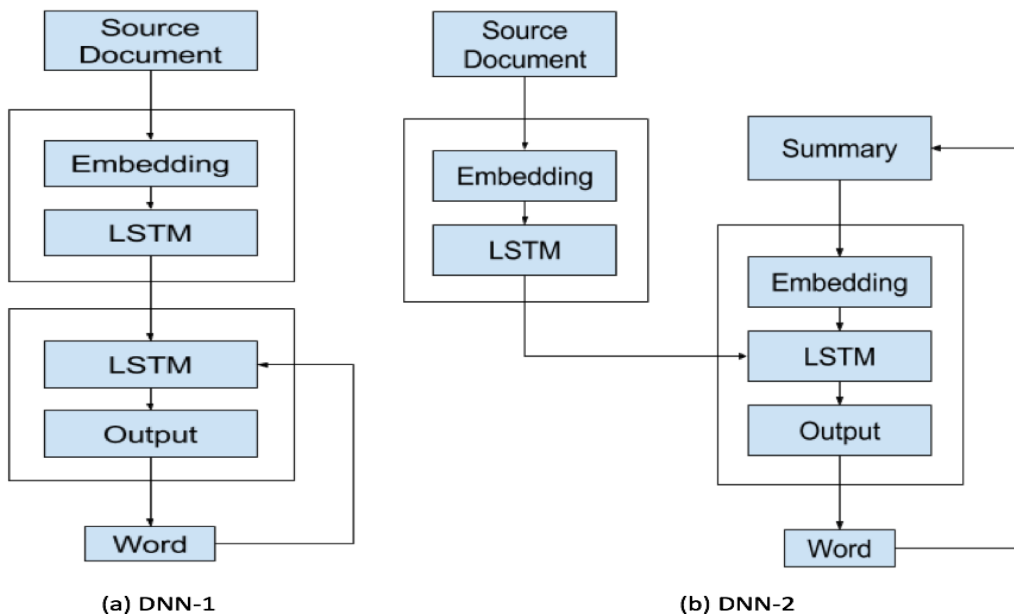 Source
Document
Embedding
LSTM
LSTM
Output
Word
(a) DNN-1
Source
Document
Embedding
LSTM
Summary
Embedding
LSTM
Output
Word
(b) DNN-2